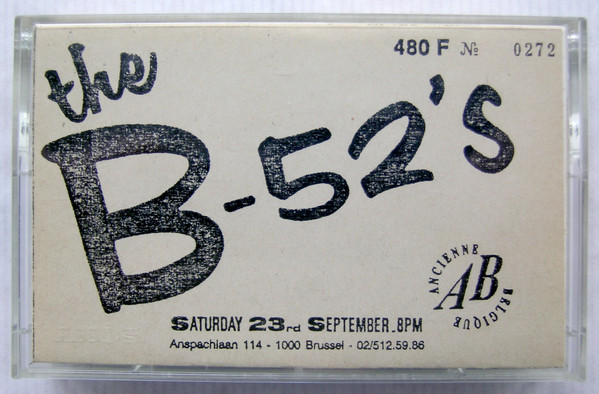 480 F № 0272
the
B-52's
ANCIENNE
AB
BELGIQUE
SATURDAY 23rd SEPTEMBER.8PM
Anspachlaan 114 - 1000 Brussel - 02/512.59.86